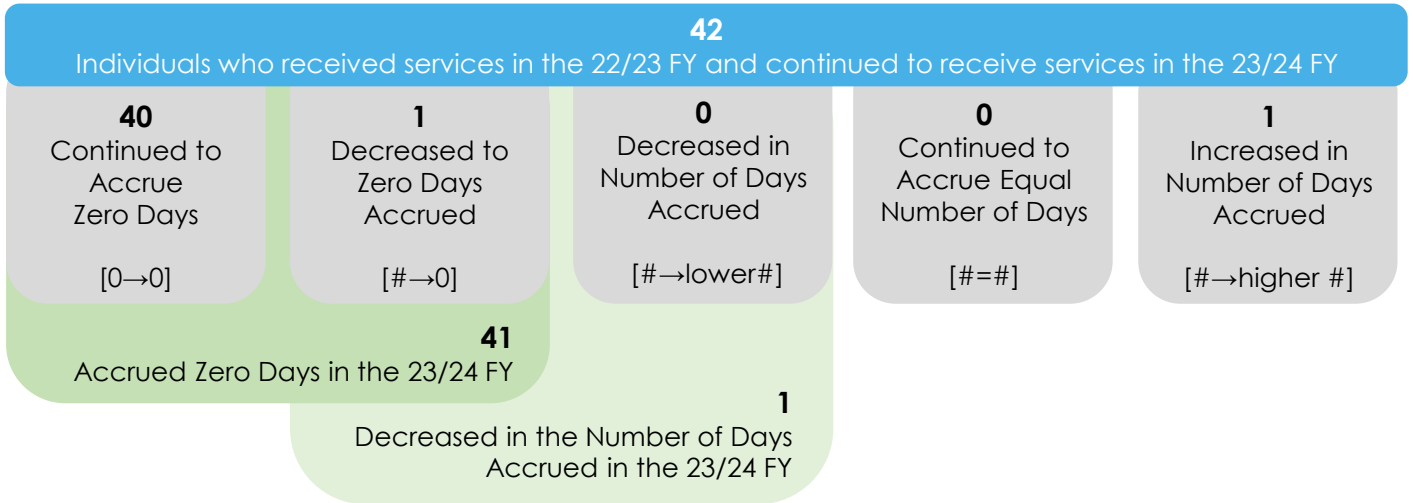 42
Individuals who received services in the 22/23 FY and continued to receive services in the 23/24 FY
40
Continued to
Accrue
Zero Days
[0→0]
1
Decreased to
Zero Days
Accrued
[#→0]
0
Decreased in
Number of Days
Accrued
[#→lower#]
0
Continued to
Accrue Equal
Number of Days
[#=#]
1
Increased in
Number of Days
Accrued
[#→higher #]
41
Accrued Zero Days in the 23/24 FY
1
Decreased in the Number of Days
Accrued in the 23/24 FY